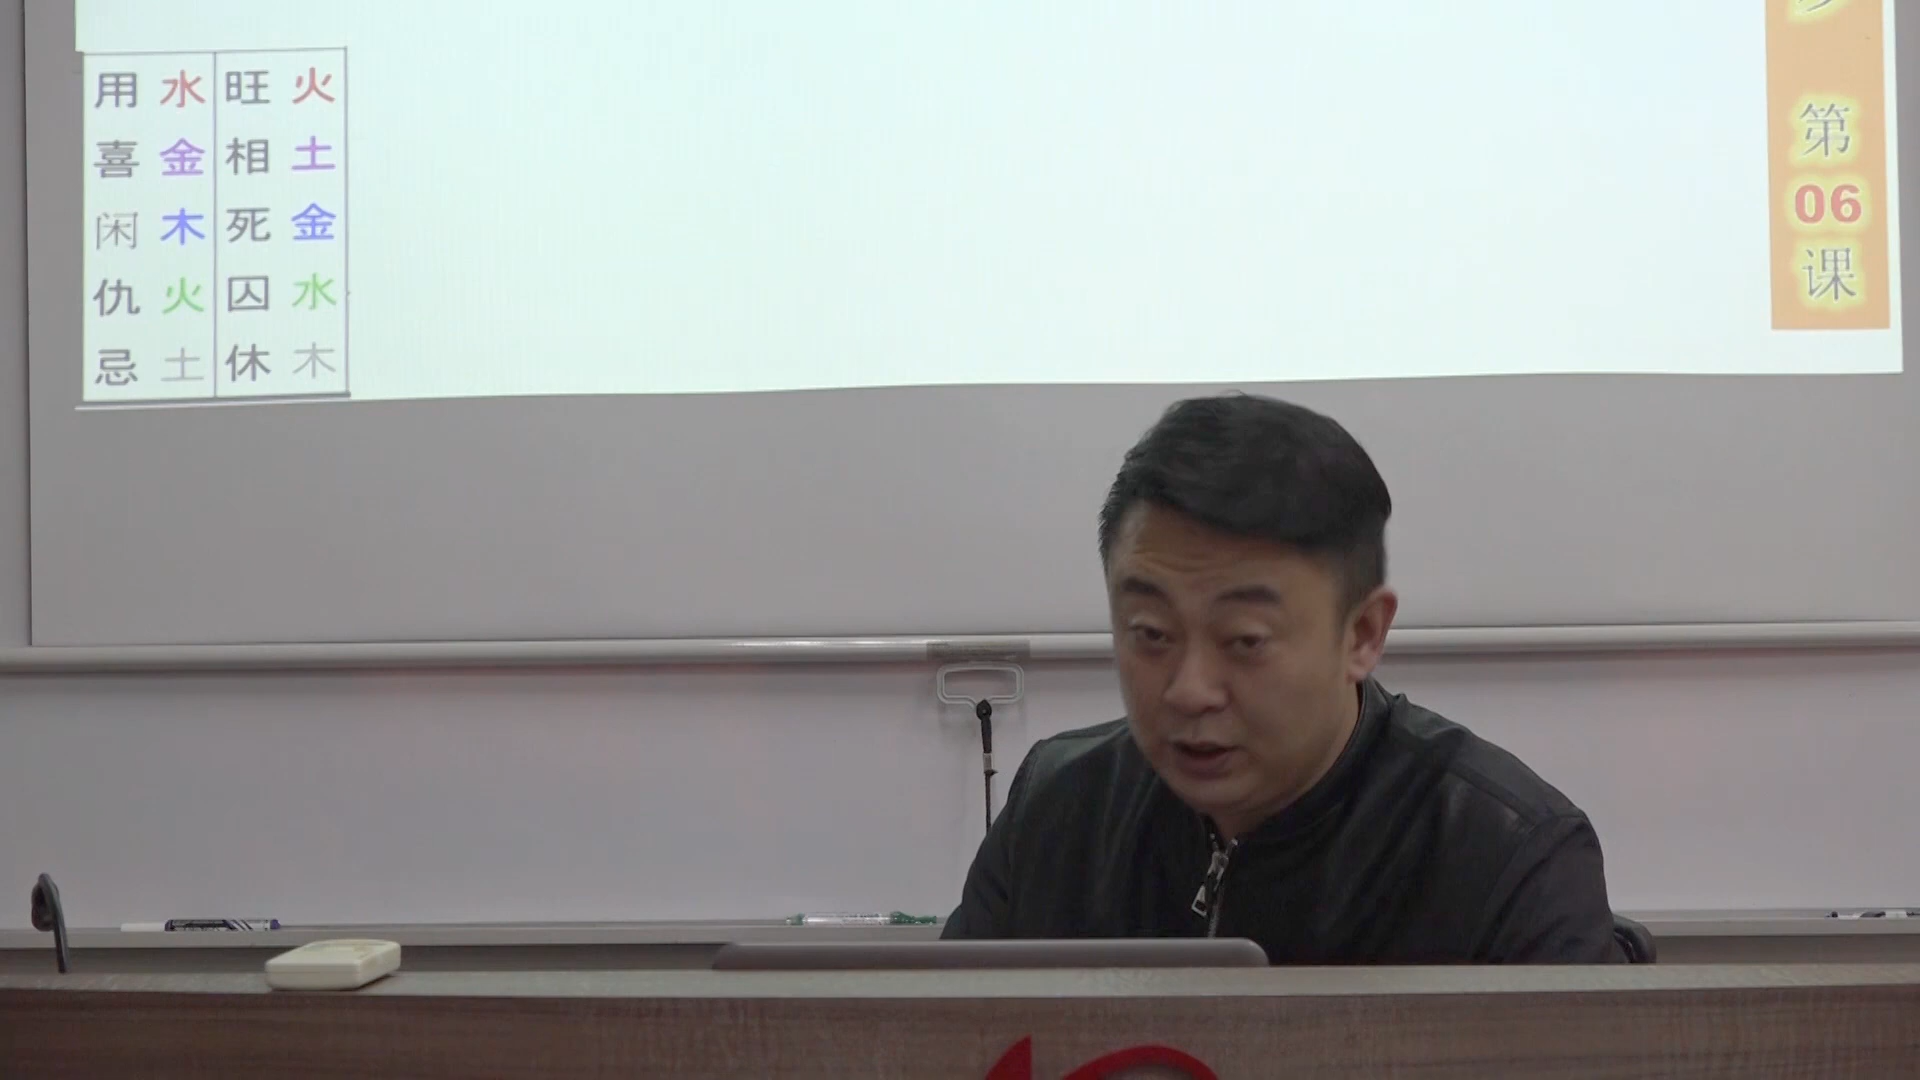 用 水 旺 火
喜 金 相 土
闲 木 死 金
仇 火 囚 水
忌 土 休 木
第
06
课